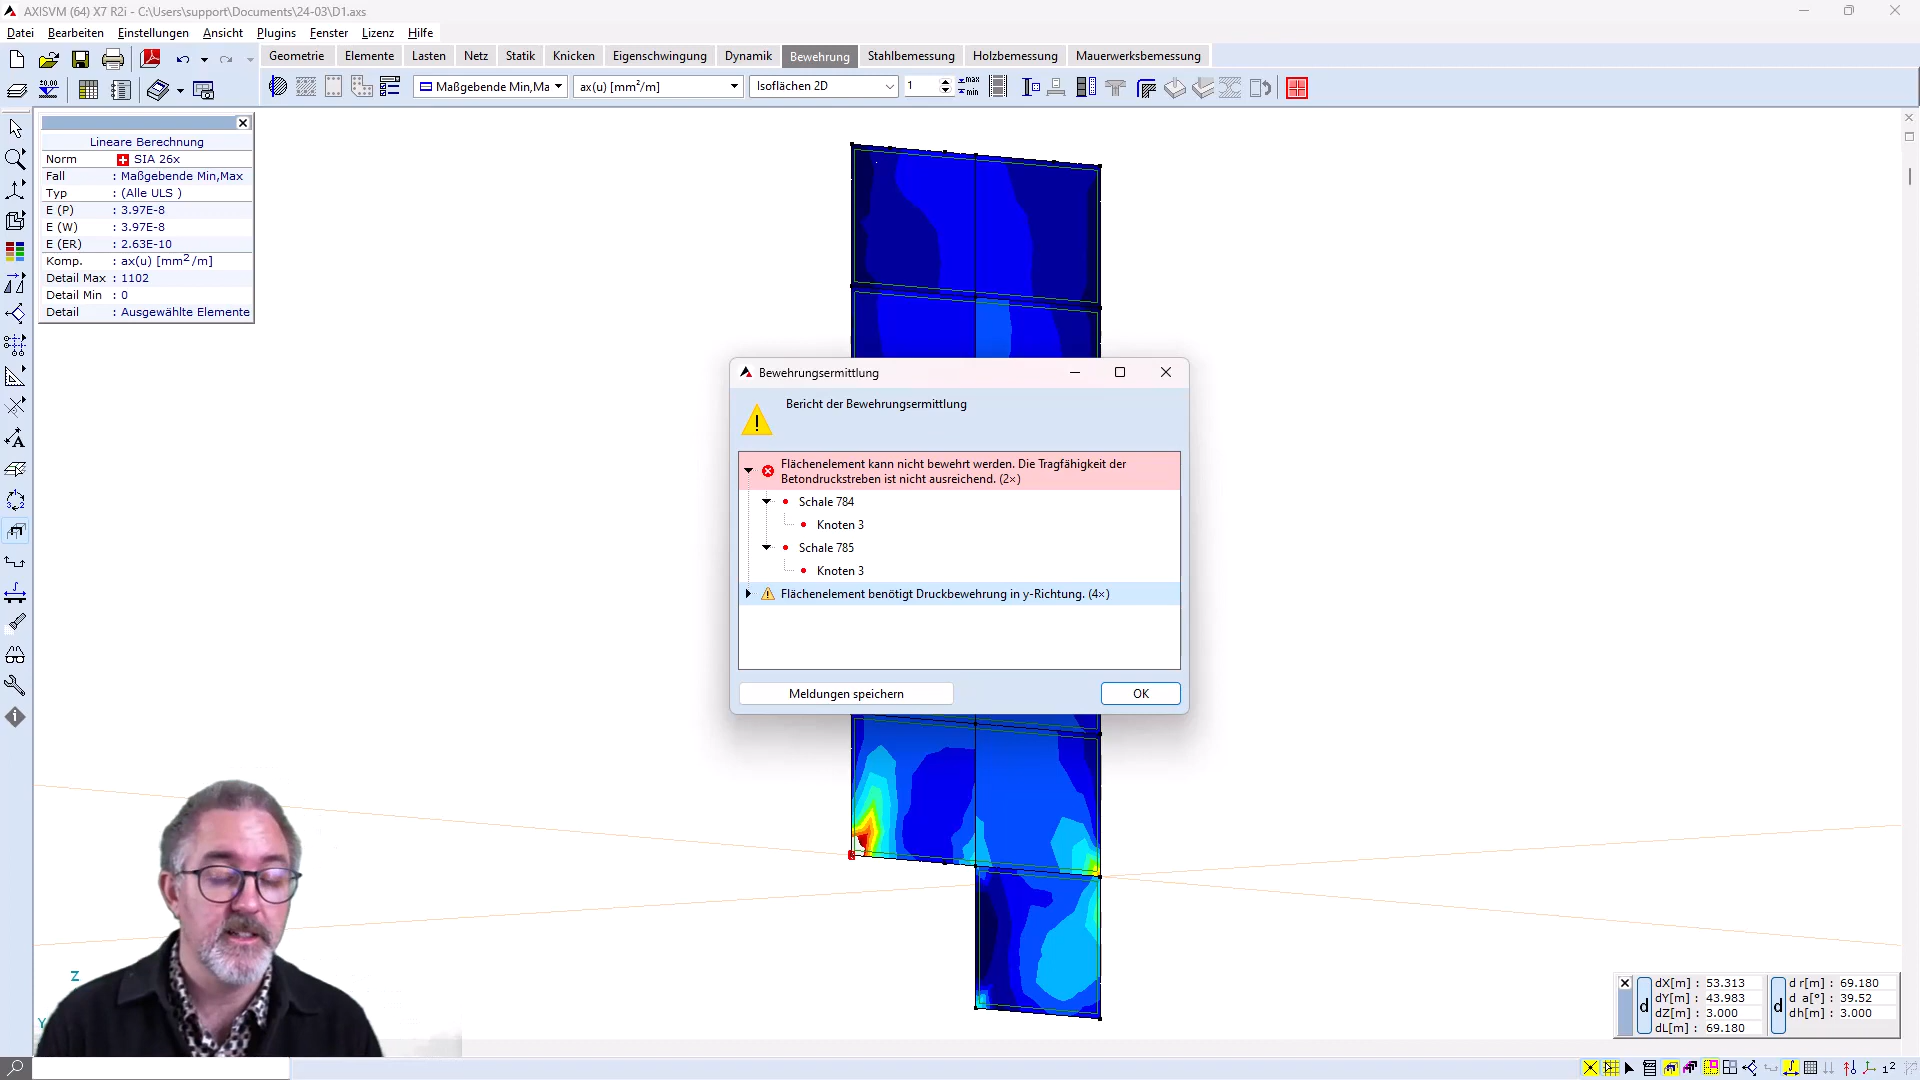 AXISVM (64) X7 R2i - C:\Users\support\Documents\24-03\D1.axs
Datei Bearbeiten Einstellungen Ansicht Plugins Fenster Lizenz Hilfe
Geometrie Elemente Lasten Netz Statik Knicken Eigenschwingung Dynamik Bewehrung Stahlbemessung Holzbemessung Mauerwerksbemessung
Maßgebende Min,Ma ax(u) [mm²/m] Isoflächen 2D 1 max min
Lineare Berechnung
Norm SIA 26x
Fall : Maßgebende Min,Max
Typ : (Alle ULS )
E (P) : 3.97E-8
E (W) : 3.97E-8
E (ER) : 2.63E-10
Komp. : ax(u) [mm²/m]
Detail Max : 1102
Detail Min : 0
Detail : Ausgewählte Elemente
Bewehrungsermittlung
Bericht der Bewehrungsermittlung
Flächenelement kann nicht bewehrt werden. Die Tragfähigkeit der
Betondruckstreben ist nicht ausreichend. (2×)
Schale 784
Knoten 3
Schale 785
Knoten 3
Flächenelement benötigt Druckbewehrung in y-Richtung. (4×)
Meldungen speichern OK
Z
Y
dX[m] : 53.313
dY[m] : 43.983
dZ[m] : 3.000
dL[m] : 69.180
d
d r[m] : 69.180
d a[°] : 39.52
dh[m] : 3.000
d